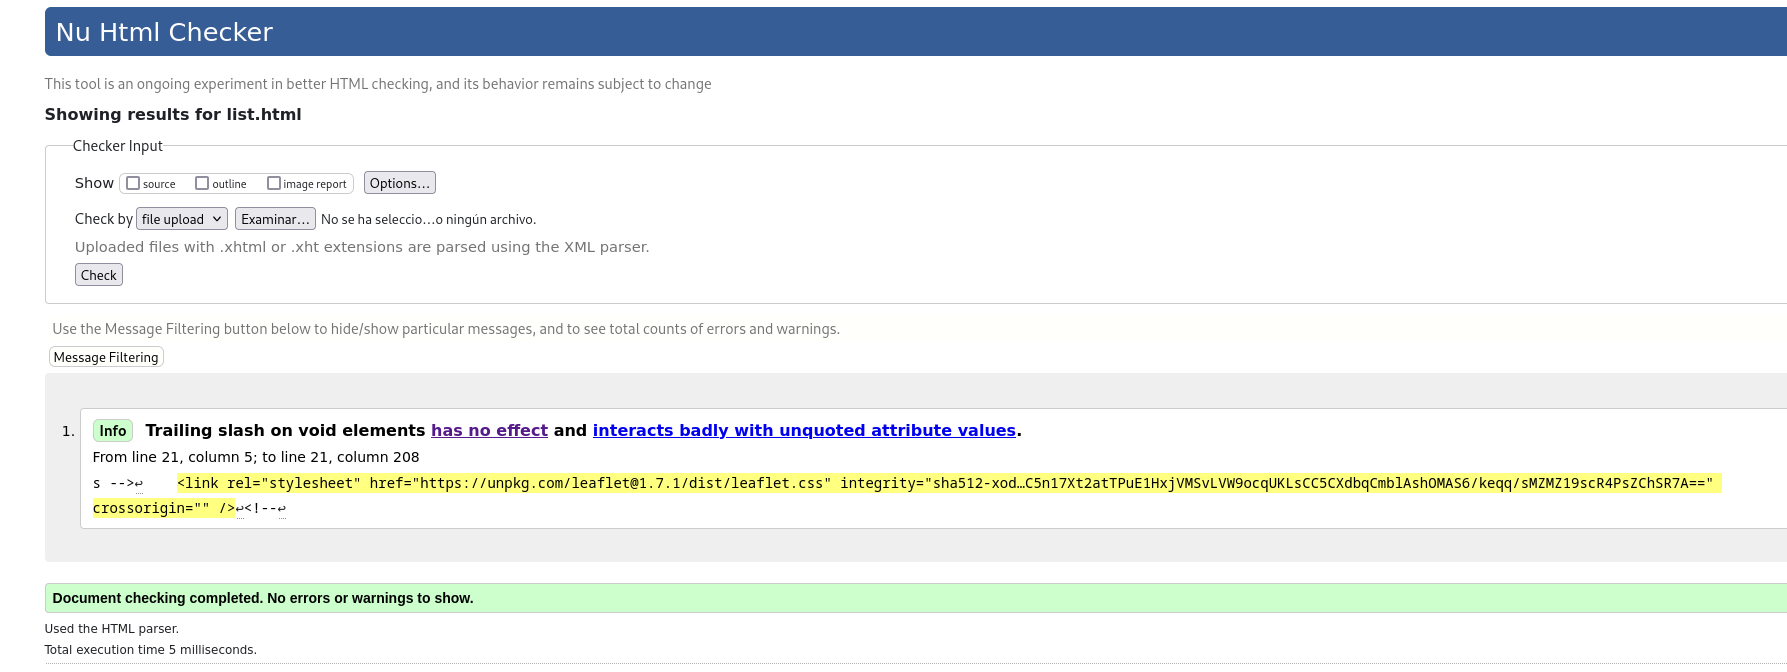 Nu Html Checker
This tool is an ongoing experiment in better HTML checking, and its behavior remains subject to change
Showing results for list.html
Checker Input
Show source outline image report Options...
Check by file upload Examinar... No se ha seleccio...o ningún archivo.
Uploaded files with .xhtml or .xht extensions are parsed using the XML parser.
Check
Use the Message Filtering button below to hide/show particular messages, and to see total counts of errors and warnings.
Message Filtering
1. Info Trailing slash on void elements has no effect and interacts badly with unquoted attribute values.
From line 21, column 5; to line 21, column 208
s -->↩ <link rel="stylesheet" href="https://unpkg.com/leaflet@1.7.1/dist/leaflet.css" integrity="sha512-xod…C5n17Xt2atTPuE1HxjVMSvLVW9ocqUKLsCC5CXdbqCmblAshOMAS6/keqq/sMZMZ19scR4PsZChSR7A=="
crossorigin="" />↩<!--↩
Document checking completed. No errors or warnings to show.
Used the HTML parser.
Total execution time 5 milliseconds.